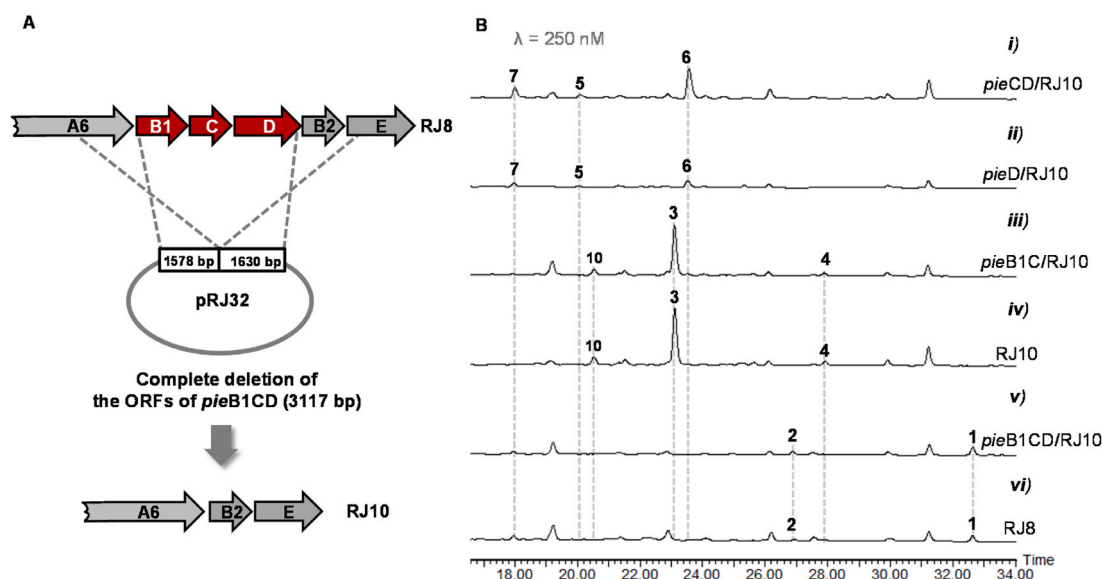 A
A6 B1 C D B2 E RJ8
1578 bp 1630 bp
pRJ32
Complete deletion of
the ORFs of pieB1CD (3117 bp)
A6 B2 E RJ10
B
λ = 250 nM
i)
7 5 6
pieCD/RJ10
ii)
7 5 6
pieD/RJ10
iii)
10 3 4
pieB1C/RJ10
iv)
10 3 4
RJ10
v)
2 1
pieB1CD/RJ10
vi)
2 1
RJ8
Time
18.00 20.00 22.00 24.00 26.00 28.00 30.00 32.00 34.00